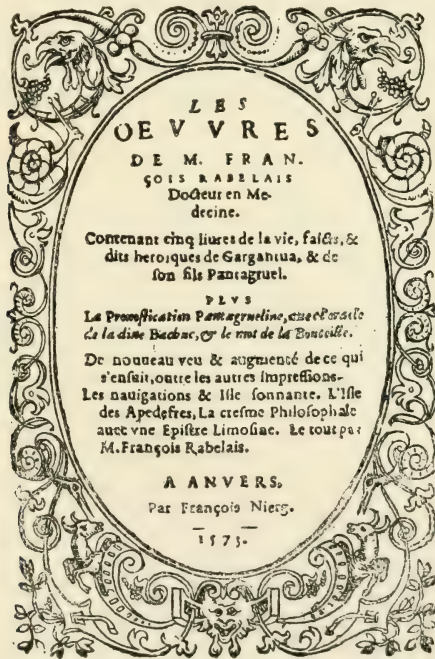 LES
OEVVRES
DE M. FRAN.
ÇOIS RABELAIS
Docteur en Me-
decine.
Contenant cinq liures de la vie, faicts, &
dits heroiques de Gargantua, & de
son fils Pantagruel.
PLVS
La Prognostication Pantagrueline, auec l'oracle
de la diue Bacbuc, & le mot de la Bouteille.
De nouueau veu & augmenté de ce qui
s'ensuit, outre les autres impressions.
Les nauigations & Isle sonnante. L'Isle
des Apedefres, La cresme Philosophale
auec vne Epistre Limosine. Le tout par
M. François Rabelais.
A ANVERS,
Par François Nierg.
1573.